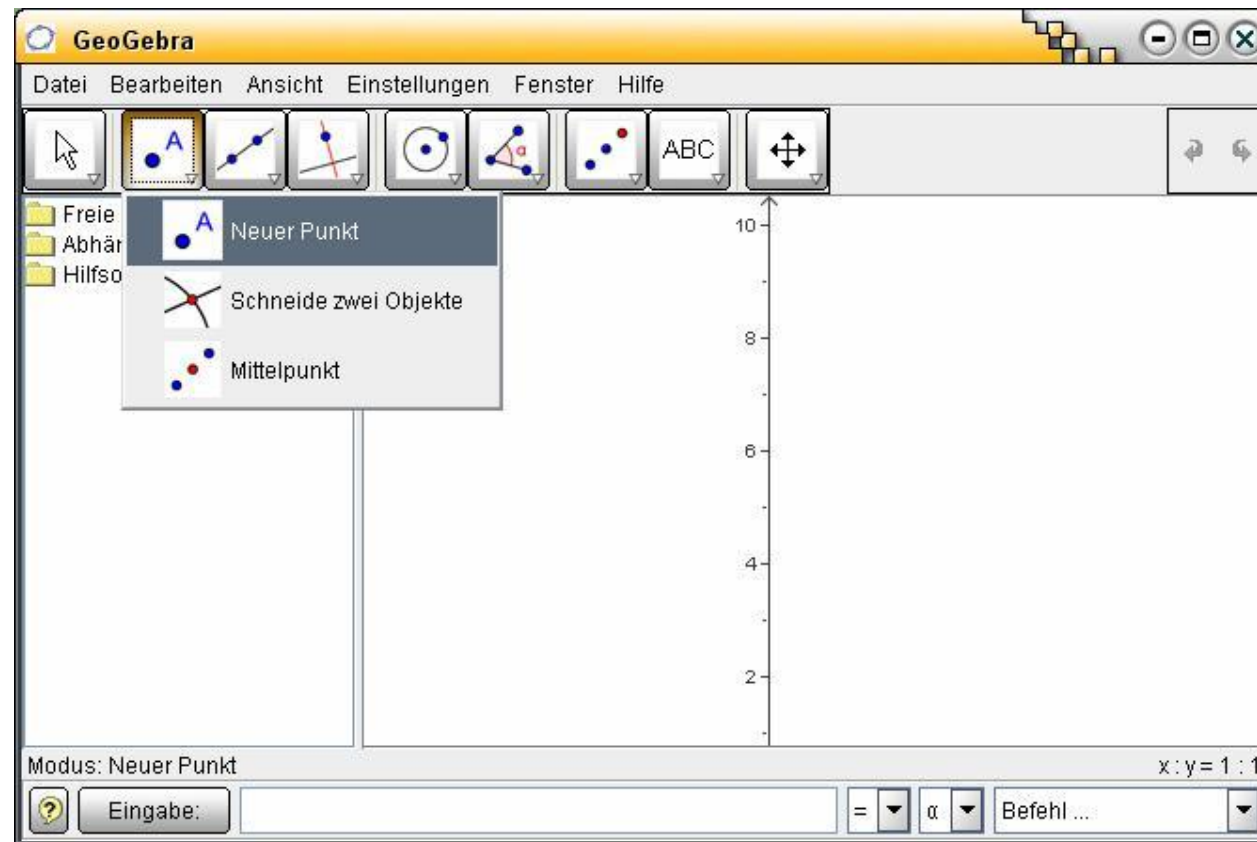 GeoGebra
Datei Bearbeiten Ansicht Einstellungen Fenster Hilfe
A α ABC
Freie
Abhär
Hilfso
A Neuer Punkt
Schneide zwei Objekte
Mittelpunkt
10
8
6
4
2
Modus: Neuer Punkt x : y = 1 : 1
? Eingabe: = α Befehl ...